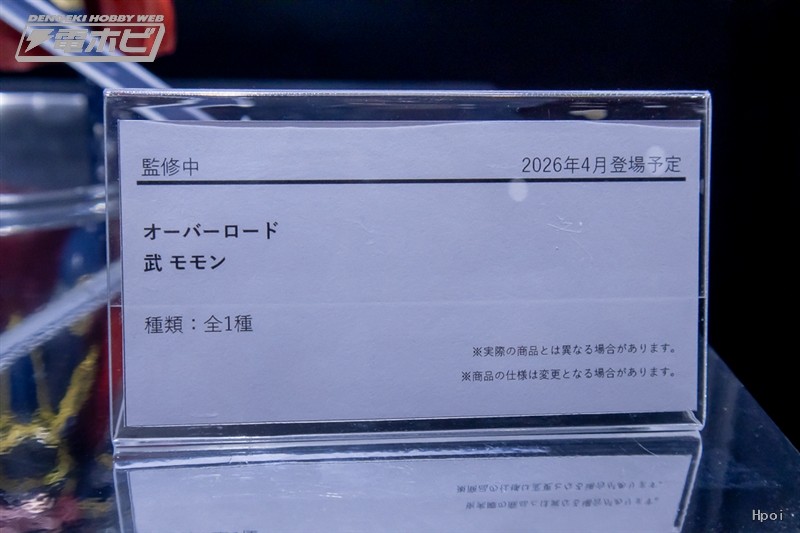 DENGEKI HOBBY WEB
電ホビ
監修中 2026年4月登場予定
オーバーロード
武 モモン
種類：全1種
※実際の商品とは異なる場合があります。
※商品の仕様は変更となる場合があります。
Hpoi